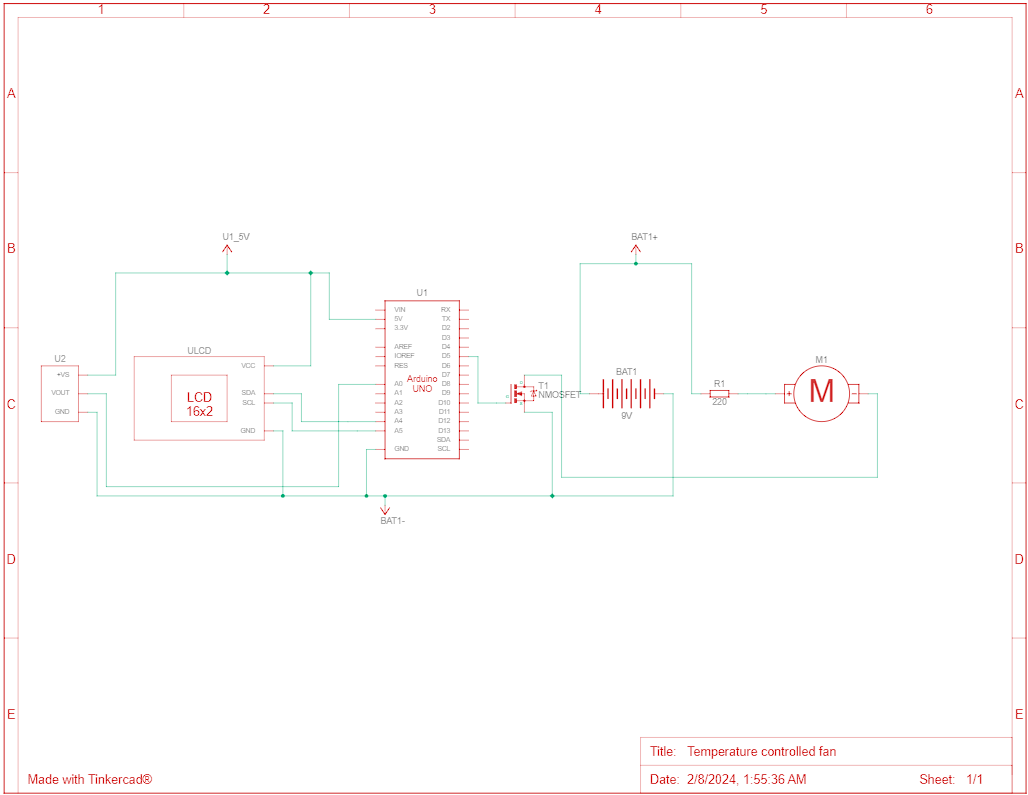 1 2 3 4 5 6
A A
B B
C C
D D
E E
U1_5V
BAT1+
U1
VIN
5V
3.3V
AREF
IOREF
RES
A0
A1
A2
A3
A4
A5
GND
Arduino
UNO
RX
TX
D2
D3
D4
D5
D6
D7
D8
D9
D10
D11
D12
D13
SDA
SCL
ULCD
VCC
SDA
SCL
GND
LCD
16x2
U2
+VS
VOUT
GND
T1
NMOSFET
BAT1
9V
R1
220
M1
+ M -
BAT1-
Title: Temperature controlled fan
Date: 2/8/2024, 1:55:36 AM Sheet: 1/1
Made with Tinkercad®